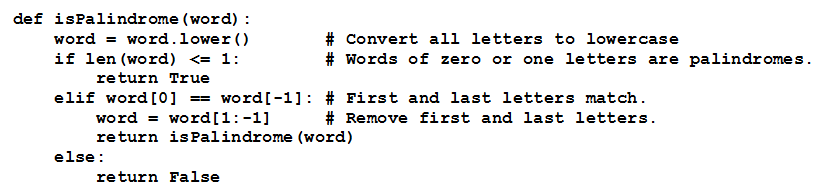 def isPalindrome(word):
    word = word.lower()       # Convert all letters to lowercase
    if len(word) <= 1:        # Words of zero or one letters are palindromes.
        return True
    elif word[0] == word[-1]: # First and last letters match.
        word = word[1:-1]     # Remove first and last letters.
        return isPalindrome(word)
    else:
        return False